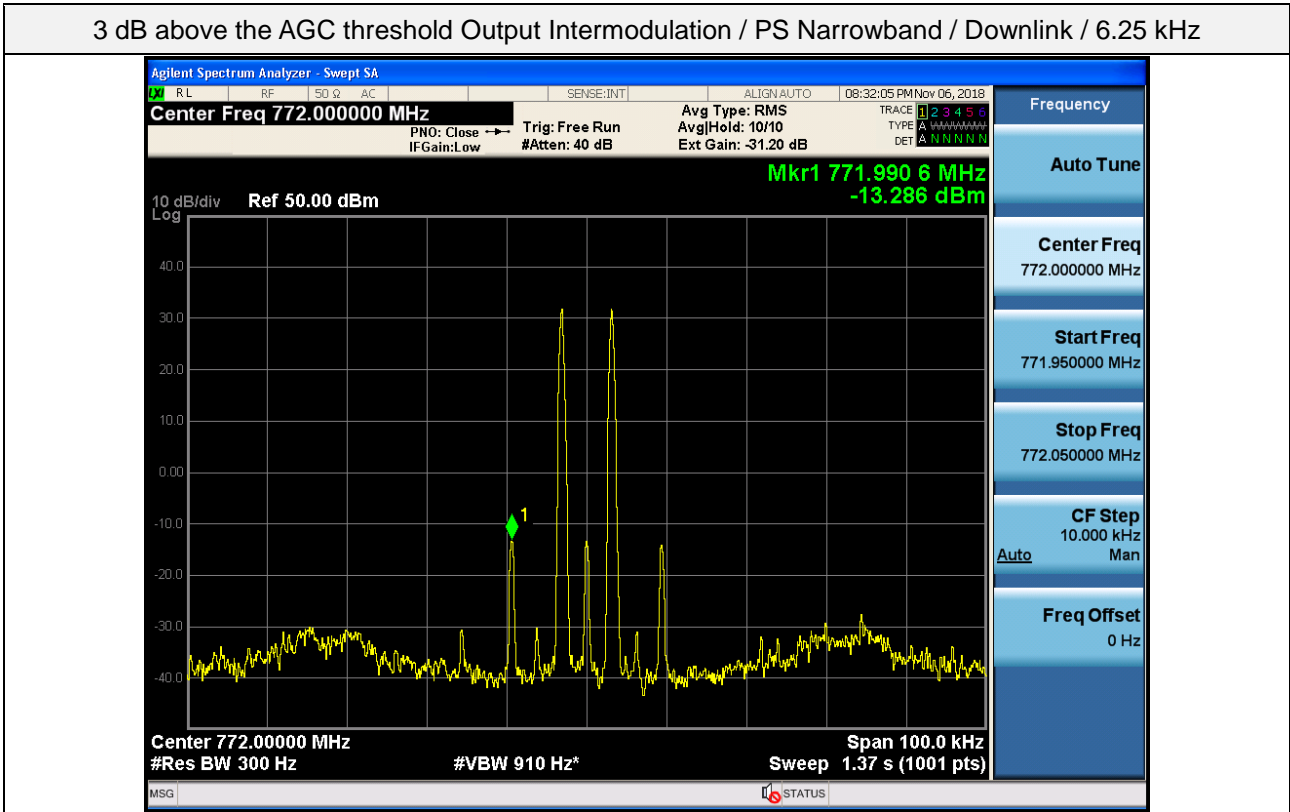 3 dB above the AGC threshold Output Intermodulation / PS Narrowband / Downlink / 6.25 kHz
Agilent Spectrum Analyzer - Swept SA
LXI RL RF 50 Ω AC SENSE:INT ALIGN AUTO 08:32:05 PM Nov 06, 2018
Center Freq 772.000000 MHz
PNO: Close
IFGain:Low
Trig: Free Run
#Atten: 40 dB
Avg Type: RMS
Avg|Hold: 10/10
Ext Gain: -31.20 dB
TRACE 1 2 3 4 5 6
TYPE A WWWWWW
DET A N N N N N
Mkr1 771.990 6 MHz
-13.286 dBm
10 dB/div Ref 50.00 dBm
Log
40.0
30.0
20.0
10.0
0.00
-10.0
-20.0
-30.0
-40.0
1
Center 772.00000 MHz Span 100.0 kHz
#Res BW 300 Hz #VBW 910 Hz* Sweep 1.37 s (1001 pts)
MSG STATUS
Frequency
Auto Tune
Center Freq
772.000000 MHz
Start Freq
771.950000 MHz
Stop Freq
772.050000 MHz
CF Step
10.000 kHz
Auto Man
Freq Offset
0 Hz